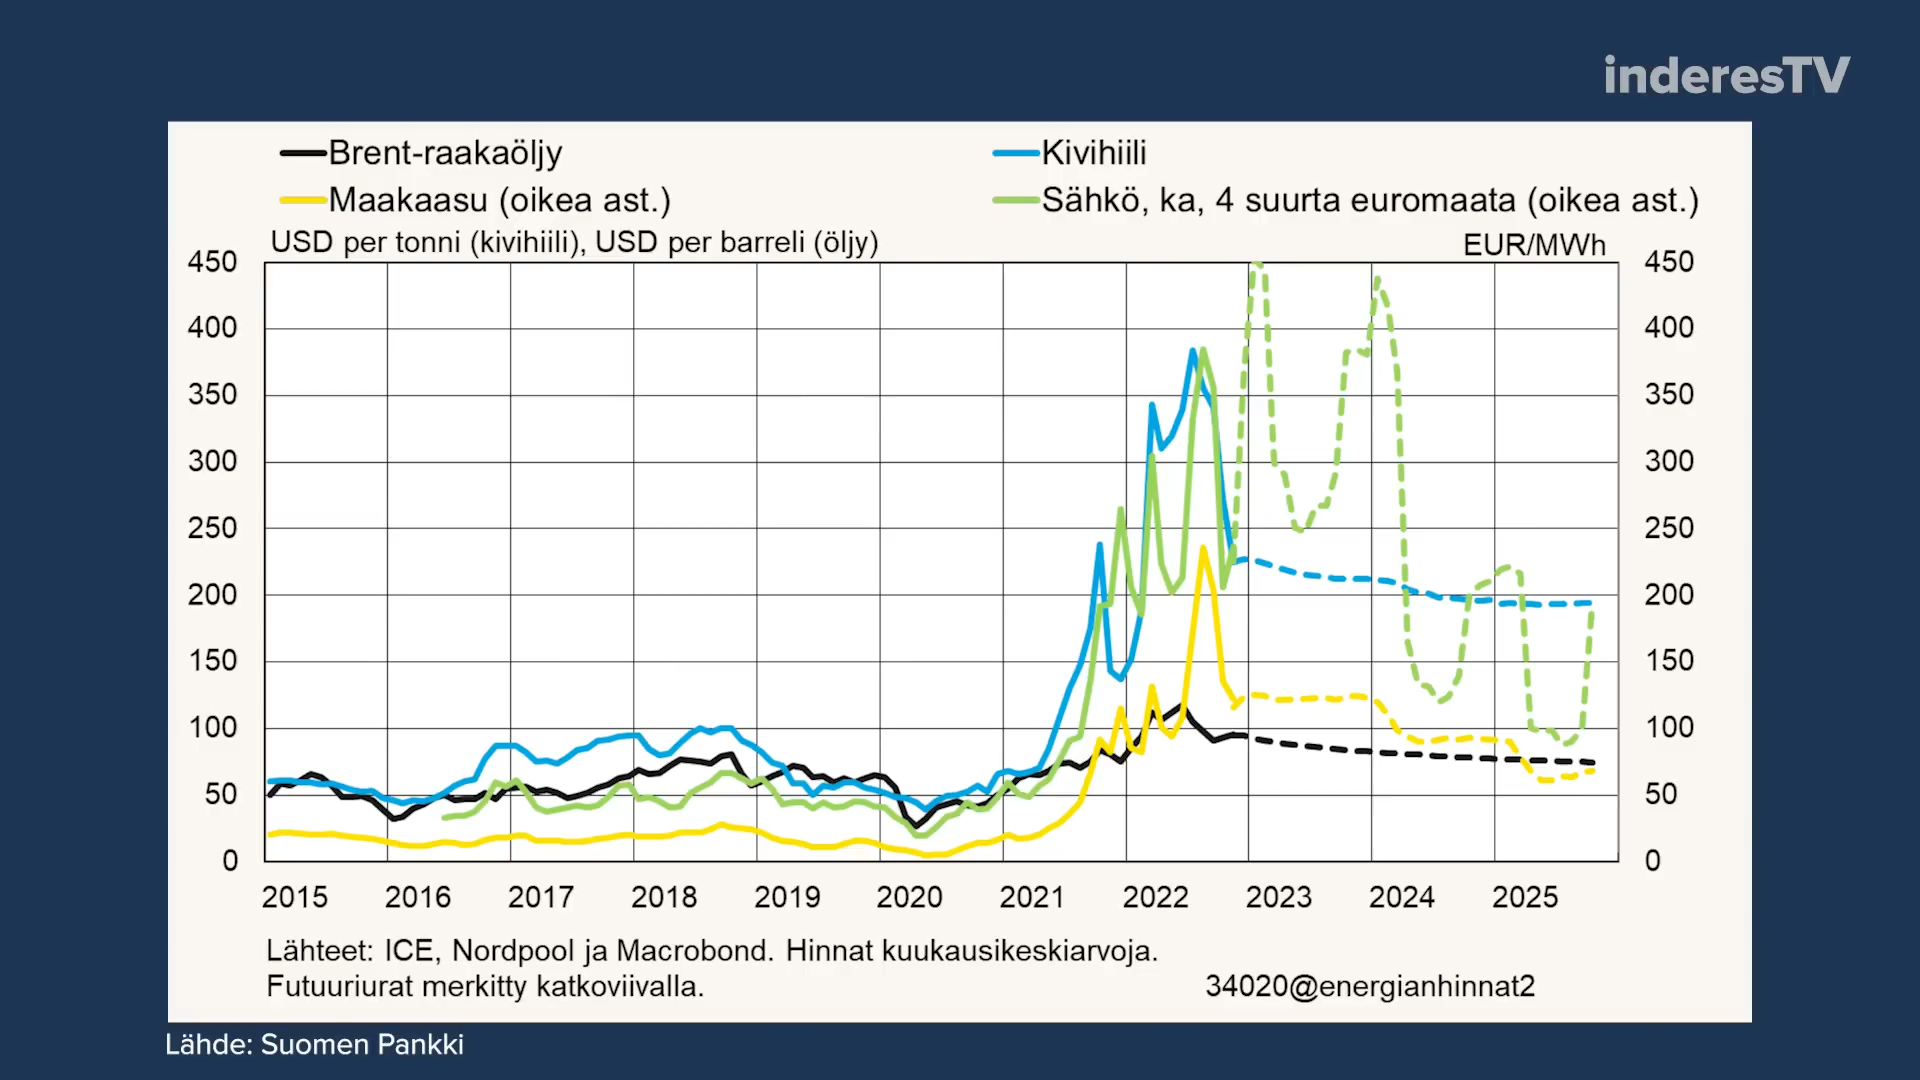 inderesTV
Brent-raakaöljy
Kivihiili
Maakaasu (oikea ast.)
Sähkö, ka, 4 suurta euromaata (oikea ast.)
USD per tonni (kivihiili), USD per barreli (öljy)
EUR/MWh
450 450
400 400
350 350
300 300
250 250
200 200
150 150
100 100
50 50
0 0
2015 2016 2017 2018 2019 2020 2021 2022 2023 2024 2025
Lähteet: ICE, Nordpool ja Macrobond. Hinnat kuukausikeskiarvoja.
Futuuriurat merkitty katkoviivalla.
34020@energianhinnat2
Lähde: Suomen Pankki